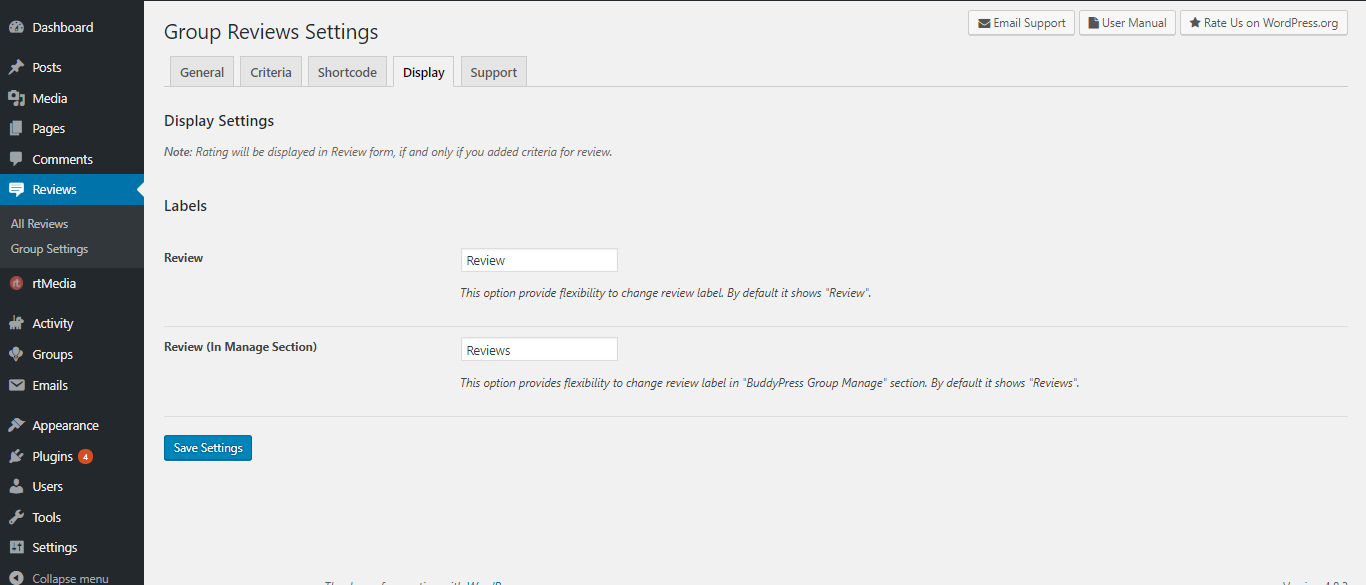 Dashboard
Posts
Media
Pages
Comments
Reviews
All Reviews
Group Settings
rt
rtMedia
Activity
Groups
Emails
Appearance
Plugins 4
Users
Tools
Settings
Collapse menu
Group Reviews Settings
Email Support
User Manual
Rate Us on WordPress.org
General
Criteria
Shortcode
Display
Support
Display Settings
Note: Rating will be displayed in Review form, if and only if you added criteria for review.
Labels
Review
Review
This option provide flexibility to change review label. By default it shows "Review".
Review (In Manage Section)
Reviews
This option provides flexibility to change review label in "BuddyPress Group Manage" section. By default it shows "Reviews".
Save Settings